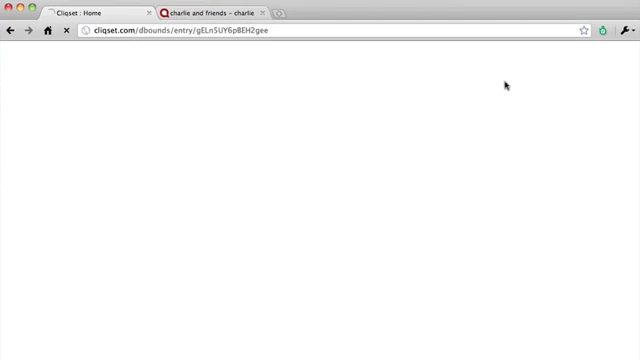 Cliqset : Home
charlie and friends – charlie
cliqset.com/dbounds/entry/gELn5UY6pBEH2gee